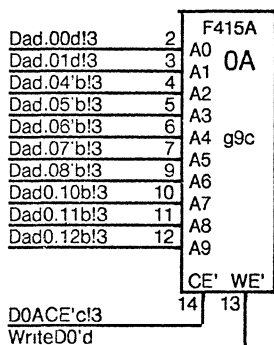 F415A
Dad.00d!3 2 A0 0A
Dad.01d!3 3 A1
Dad.04'b!3 4 A2
Dad.05'b!3 5 A3
Dad.06'b!3 6 A4 g9c
Dad.07'b!3 7 A5
Dad.08'b!3 9 A6
Dad0.10b!3 10 A7
Dad0.11b!3 11 A8
Dad0.12b!3 12 A9
CE' WE'
14 13
D0ACE'c!3
WriteD0'd